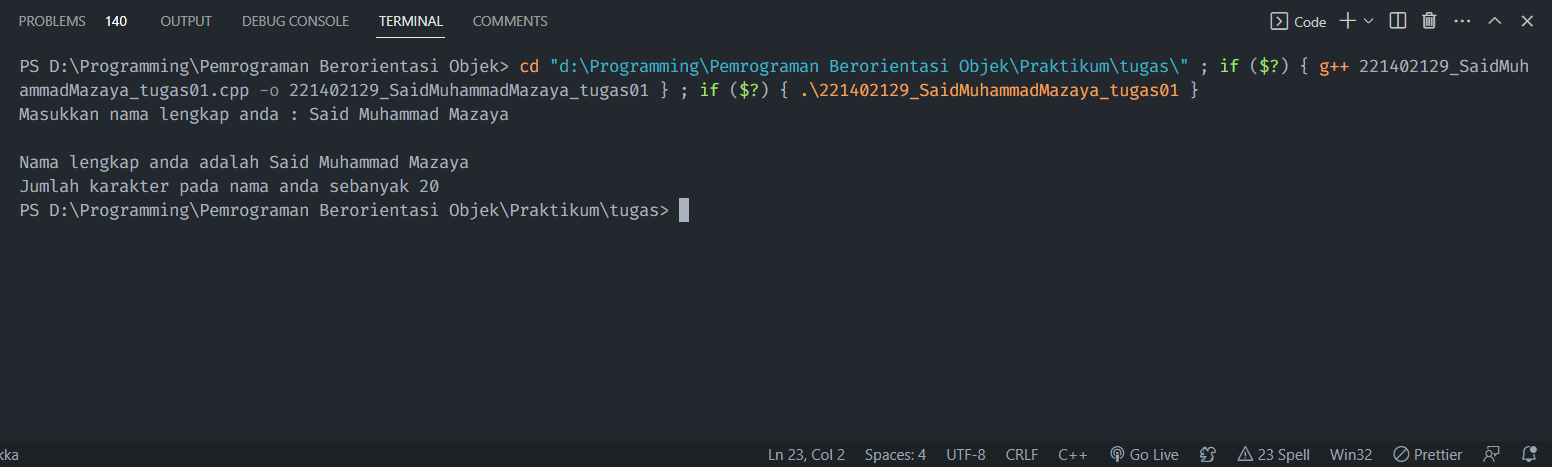 PROBLEMS 140 OUTPUT DEBUG CONSOLE TERMINAL COMMENTS Code
PS D:\Programming\Pemrograman Berorientasi Objek> cd "d:\Programming\Pemrograman Berorientasi Objek\Praktikum\tugas\" ; if ($?) { g++ 221402129_SaidMuh
ammadMazaya_tugas01.cpp -o 221402129_SaidMuhammadMazaya_tugas01 } ; if ($?) { .\221402129_SaidMuhammadMazaya_tugas01 }
Masukkan nama lengkap anda : Said Muhammad Mazaya
Nama lengkap anda adalah Said Muhammad Mazaya
Jumlah karakter pada nama anda sebanyak 20
PS D:\Programming\Pemrograman Berorientasi Objek\Praktikum\tugas>
kka Ln 23, Col 2 Spaces: 4 UTF-8 CRLF C++ Go Live 23 Spell Win32 Prettier